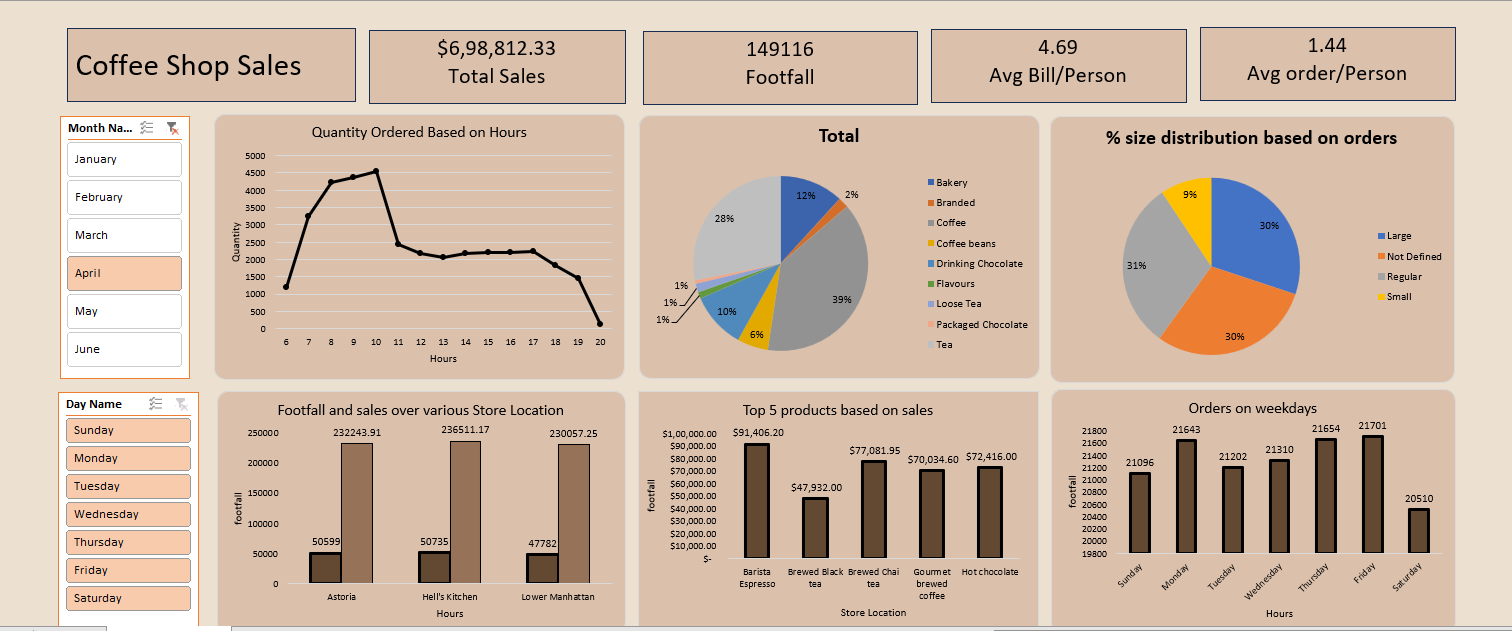 Coffee Shop Sales
$6,98,812.33
Total Sales
149116
Footfall
4.69
Avg Bill/Person
1.44
Avg order/Person
Month Na...
January
February
March
April
May
June
Quantity Ordered Based on Hours
5000
4500
4000
3500
3000
2500
2000
1500
1000
500
0
Quantity
6 7 8 9 10 11 12 13 14 15 16 17 18 19 20
Hours
Total
12%
2%
39%
6%
10%
1%
1%
1%
28%
Bakery
Branded
Coffee
Coffee beans
Drinking Chocolate
Flavours
Loose Tea
Packaged Chocolate
Tea
% size distribution based on orders
30%
30%
31%
9%
Large
Not Defined
Regular
Small
Day Name
Sunday
Monday
Tuesday
Wednesday
Thursday
Friday
Saturday
Footfall and sales over various Store Location
250000
200000
150000
100000
50000
0
footfall
232243.91 236511.17 230057.25
50599 50735 47782
Astoria Hell's Kitchen Lower Manhattan
Hours
Top 5 products based on sales
$1,00,000.00
$90,000.00
$80,000.00
$70,000.00
$60,000.00
$50,000.00
$40,000.00
$30,000.00
$20,000.00
$10,000.00
$-
footfall
$91,406.20
$47,932.00
$77,081.95
$70,034.60
$72,416.00
Barista
Espresso
Brewed Black
tea
Brewed Chai
tea
Gourmet
brewed
coffee
Hot chocolate
Store Location
Orders on weekdays
21800
21600
21400
21200
21000
20800
20600
20400
20200
20000
19800
footfall
21096
21643
21202
21310
21654
21701
20510
Sunday
Monday
Tuesday
Wednesday
Thursday
Friday
Saturday
Hours